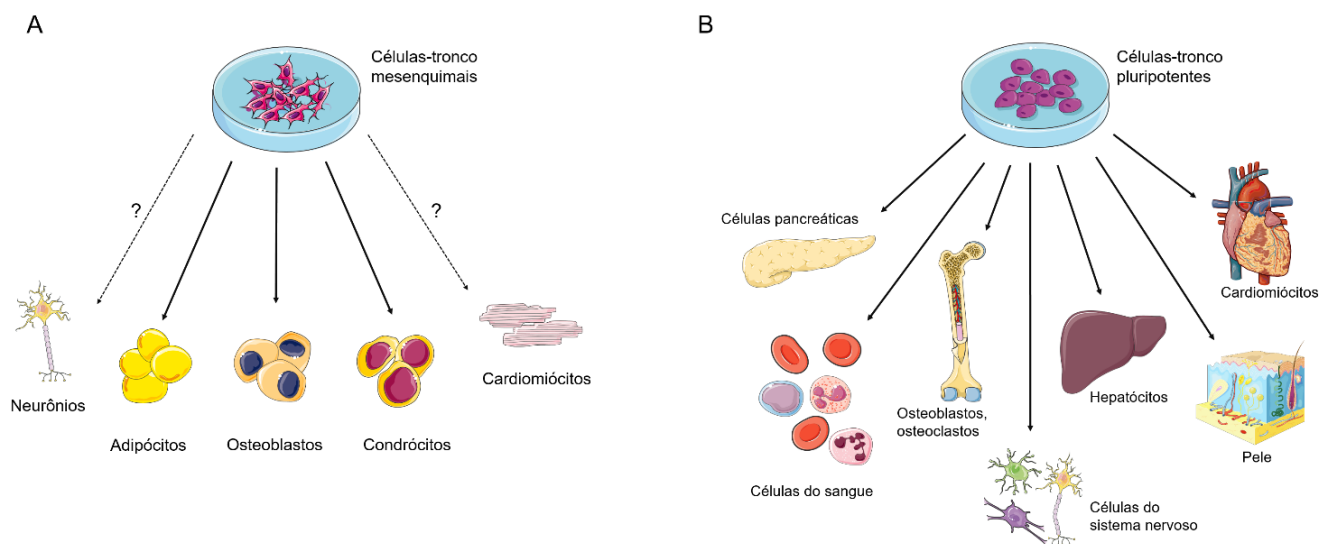 A
Células-tronco
mesenquimais
?
?
Neurônios
Adipócitos
Osteoblastos
Condrócitos
Cardiomiócitos
B
Células-tronco
pluripotentes
Células pancreáticas
Células do sangue
Osteoblastos,
osteoclastos
Células do
sistema nervoso
Hepatócitos
Pele
Cardiomiócitos